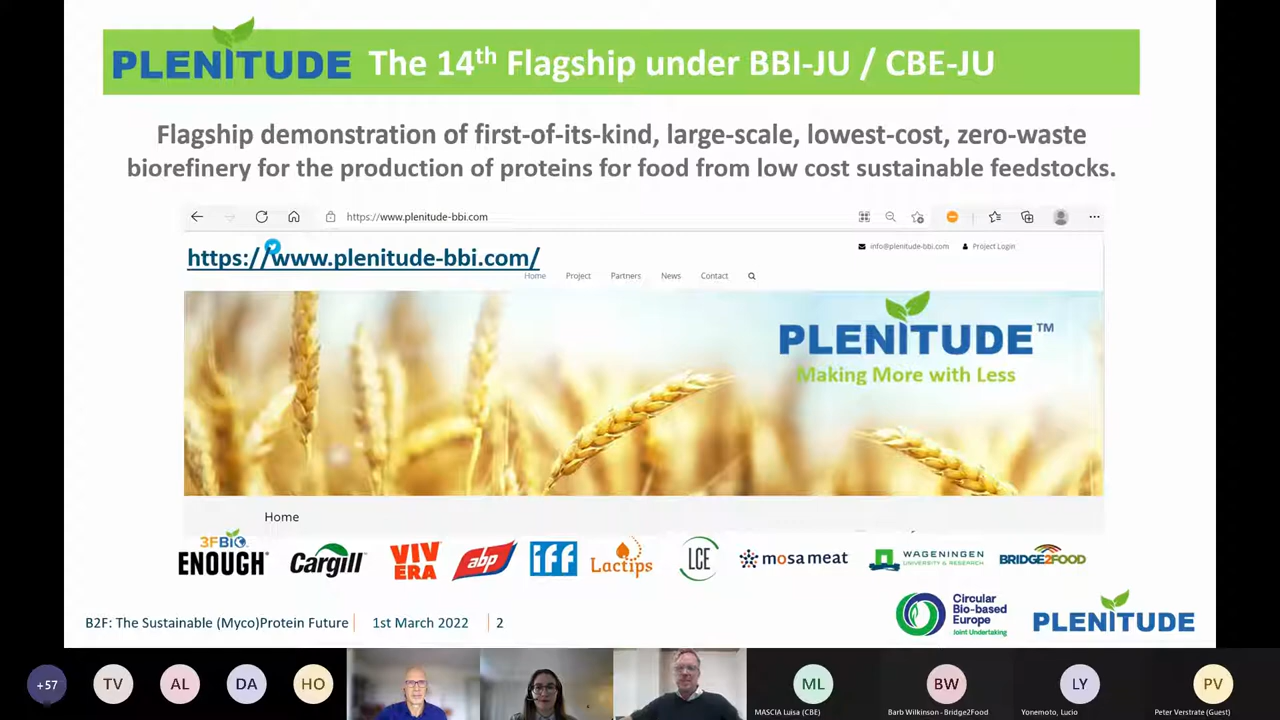 PLENITUDE The 14th Flagship under BBI-JU / CBE-JU
Flagship demonstration of first-of-its-kind, large-scale, lowest-cost, zero-waste
biorefinery for the production of proteins for food from low cost sustainable feedstocks.
https://www.plenitude-bbi.com
info@plenitude-bbi.com Project Login
https://www.plenitude-bbi.com/
Home Project Partners News Contact
PLENITUDE™
Making More with Less
Home
3FBIO
ENOUGH® Cargill VIV ERA abp iff Lactips LCE mosa meat WAGENINGEN UNIVERSITY & RESEARCH BRIDGE2FOOD
Circular
Bio-based
Europe
Joint Undertaking
PLENITUDE
B2F: The Sustainable (Myco)Protein Future 1st March 2022 2
+57 TV AL DA HO ML BW LY PV
MASCIA Luisa (CBE) Barb Wilkinson - Bridge2Food Yonemoto, Lucio Peter Verstrate (Guest)